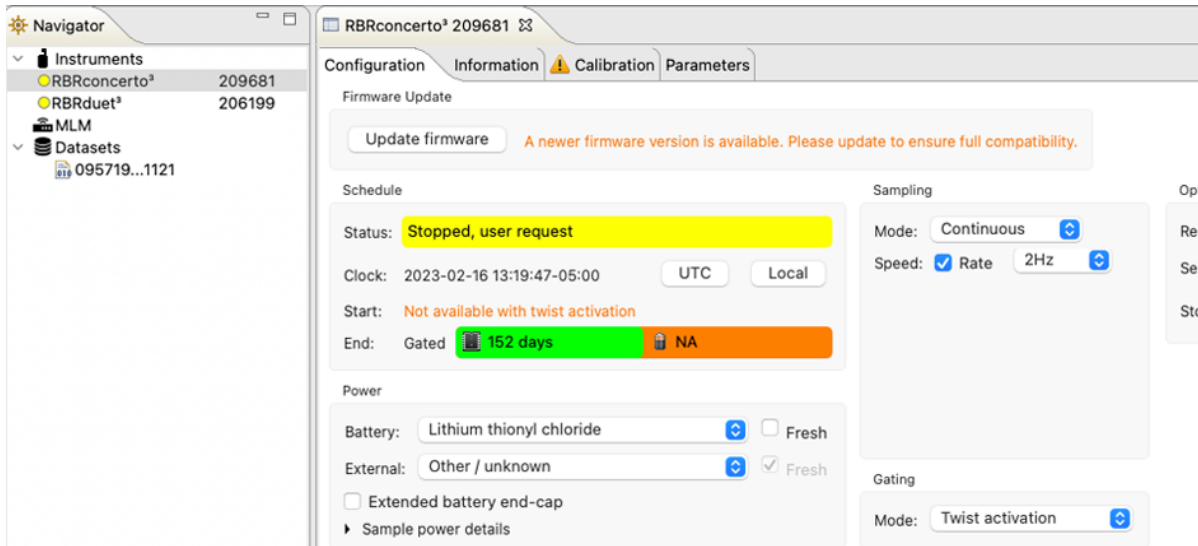 Navigator
Instruments
RBRconcerto³ 209681
RBRduet³ 206199
MLM
Datasets
095719...1121
RBRconcerto³ 209681
Configuration Information Calibration Parameters
Firmware Update
Update firmware A newer firmware version is available. Please update to ensure full compatibility.
Schedule
Status: Stopped, user request
Clock: 2023-02-16 13:19:47-05:00 UTC Local
Start: Not available with twist activation
End: Gated 152 days NA
Power
Battery: Lithium thionyl chloride Fresh
External: Other / unknown Fresh
Extended battery end-cap
Sample power details
Sampling
Mode: Continuous
Speed: Rate 2Hz
Gating
Mode: Twist activation
Op
Re
Se
Sto